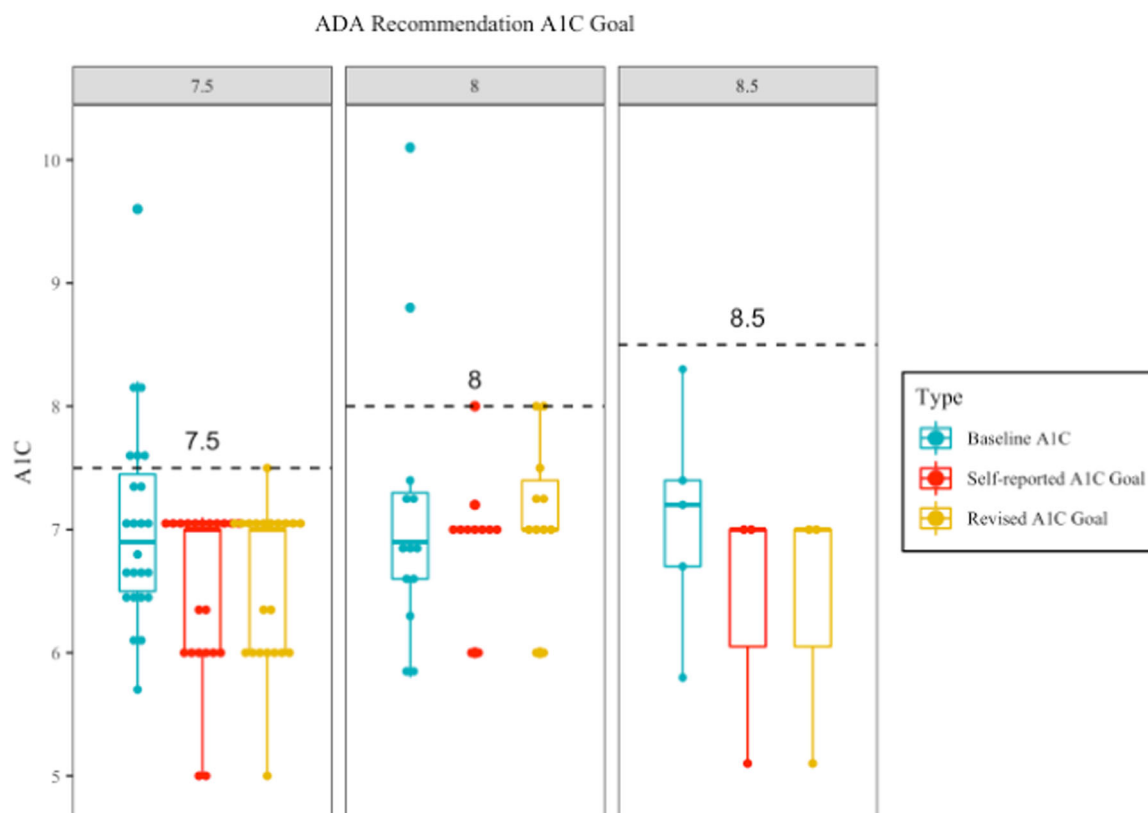 ADA Recommendation A1C Goal
7.5
8
8.5
10
9
8
7
6
5
A1C
7.5
8
8.5
Type
Baseline A1C
Self-reported A1C Goal
Revised A1C Goal